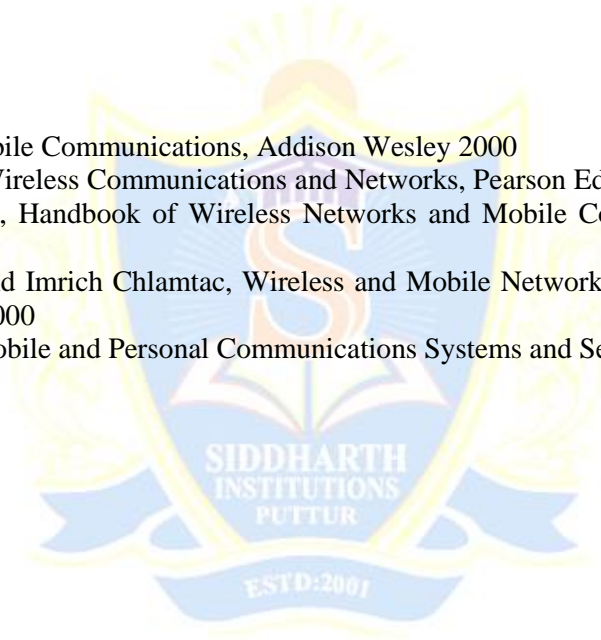 bile Communications, Addison Wesley 2000
Wireless Communications and Networks, Pearson Ed
, Handbook of Wireless Networks and Mobile Co
d Imrich Chlamtac, Wireless and Mobile Network
000
obile and Personal Communications Systems and Se
S
SIDDHARTH
INSTITUTIONS
PUTTUR
ESTD:2001